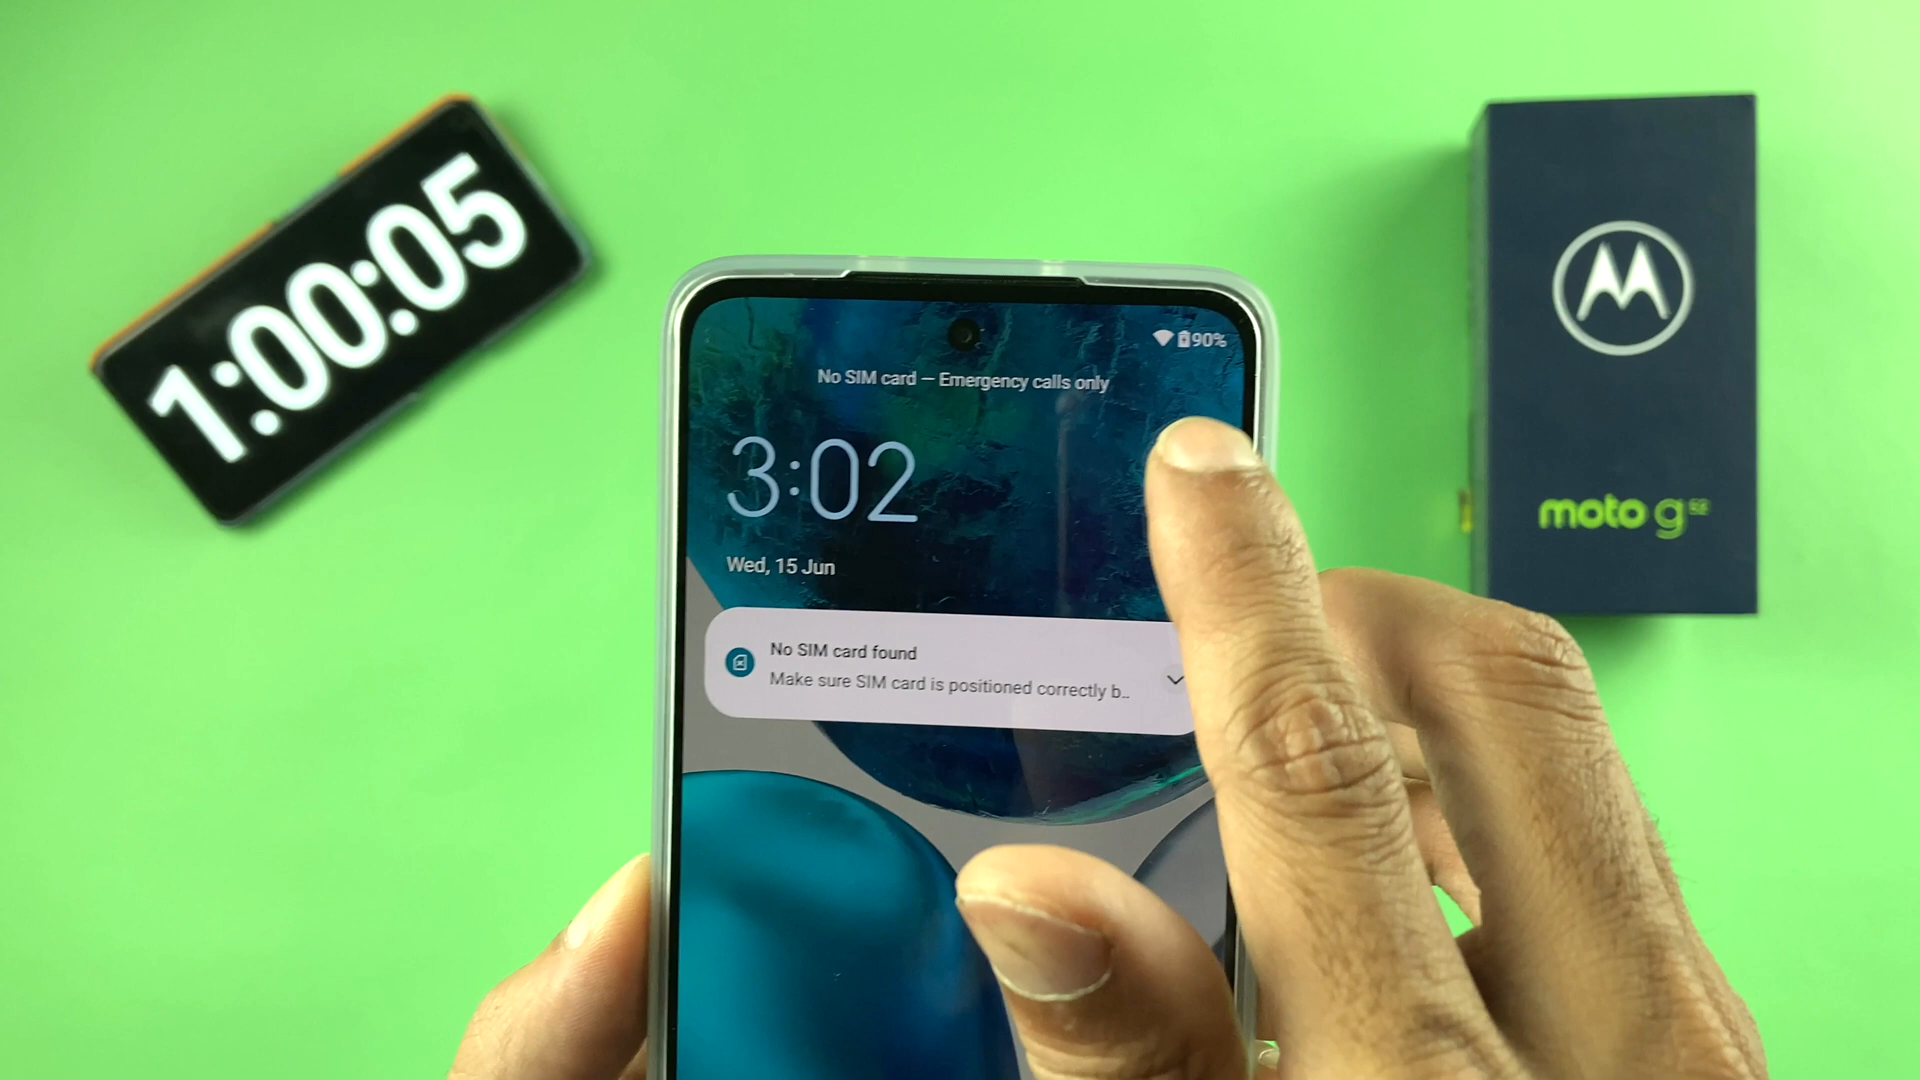 1:00:05
90%
No SIM card — Emergency calls only
3:02
Wed, 15 Jun
No SIM card found
Make sure SIM card is positioned correctly b..
moto g